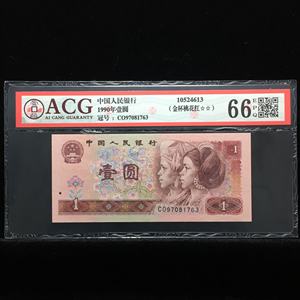 ACG
AI CANG GUARANTY
中国人民银行
1990年壹圆
冠号：CO97081763
10524613
（金杯桃花红☆☆）
66 EPQ
中国人民银行
壹圆
1
1
CO97081763